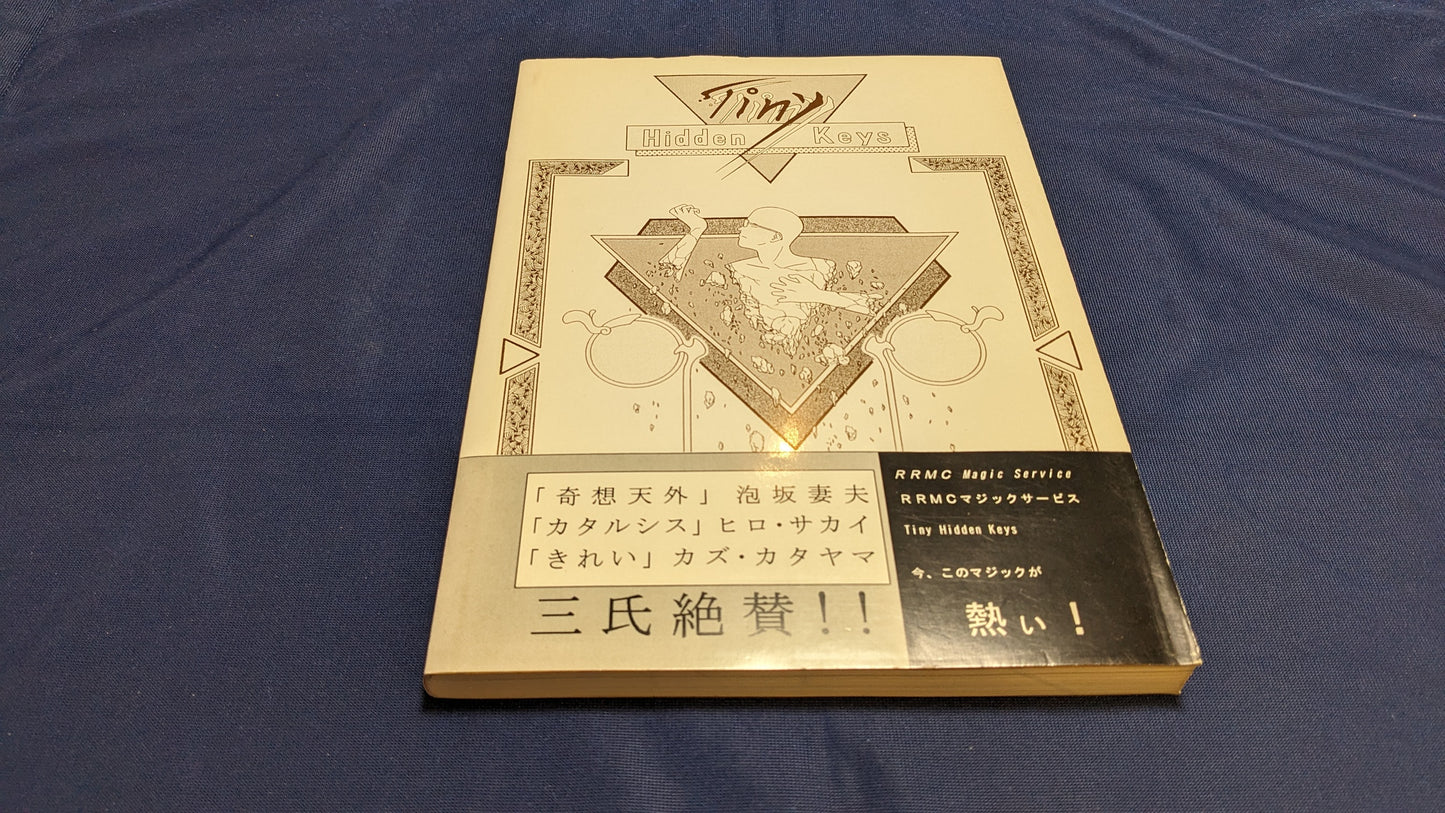 Tiny
Hidden Keys
「奇想天外」 泡坂妻夫
「カタルシス」ヒロ・サカイ
「きれい」カズ・カタヤマ
三氏絶賛!!
RRMC Magic Service
RRMCマジックサービス
Tiny Hidden Keys
今、このマジックが
熱い!